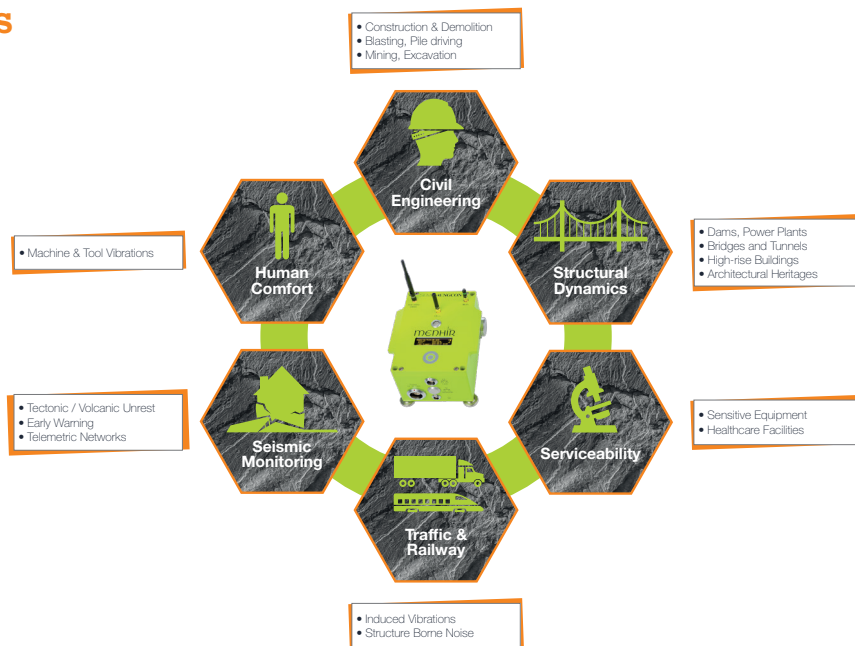 s
• Construction & Demolition
• Blasting, Pile driving
• Mining, Excavation
Civil
Engineering
Human
Comfort
• Machine & Tool Vibrations
Structural
Dynamics
• Dams, Power Plants
• Bridges and Tunnels
• High-rise Buildings
• Architectural Heritages
MENHIR
Seismic
Monitoring
• Tectonic / Volcanic Unrest
• Early Warning
• Telemetric Networks
Serviceability
• Sensitive Equipment
• Healthcare Facilities
Traffic &
Railway
• Induced Vibrations
• Structure Borne Noise